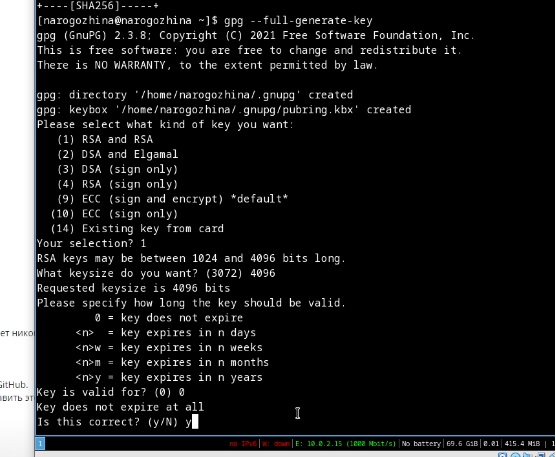 +----[SHA256]-----+
[narogozhina@narogozhina ~]$ gpg --full-generate-key
gpg (GnuPG) 2.3.8; Copyright (C) 2021 Free Software Foundation, Inc.
This is free software: you are free to change and redistribute it.
There is NO WARRANTY, to the extent permitted by law.
gpg: directory '/home/narogozhina/.gnupg' created
gpg: keybox '/home/narogozhina/.gnupg/pubring.kbx' created
Please select what kind of key you want:
(1) RSA and RSA
(2) DSA and Elgamal
(3) DSA (sign only)
(4) RSA (sign only)
(9) ECC (sign and encrypt) *default*
(10) ECC (sign only)
(14) Existing key from card
Your selection? 1
RSA keys may be between 1024 and 4096 bits long.
What keysize do you want? (3072) 4096
Requested keysize is 4096 bits
Please specify how long the key should be valid.
0 = key does not expire
<n> = key expires in n days
<n>w = key expires in n weeks
<n>m = key expires in n months
<n>y = key expires in n years
Key is valid for? (0) 0
Key does not expire at all
Is this correct? (y/N) y
ет нико
GitHub.
вить эт
1 no IPv6 W: down E: 10.0.2.15 (1000 Mbit/s) No battery 69.6 GiB 0.01 415.4 MiB 1